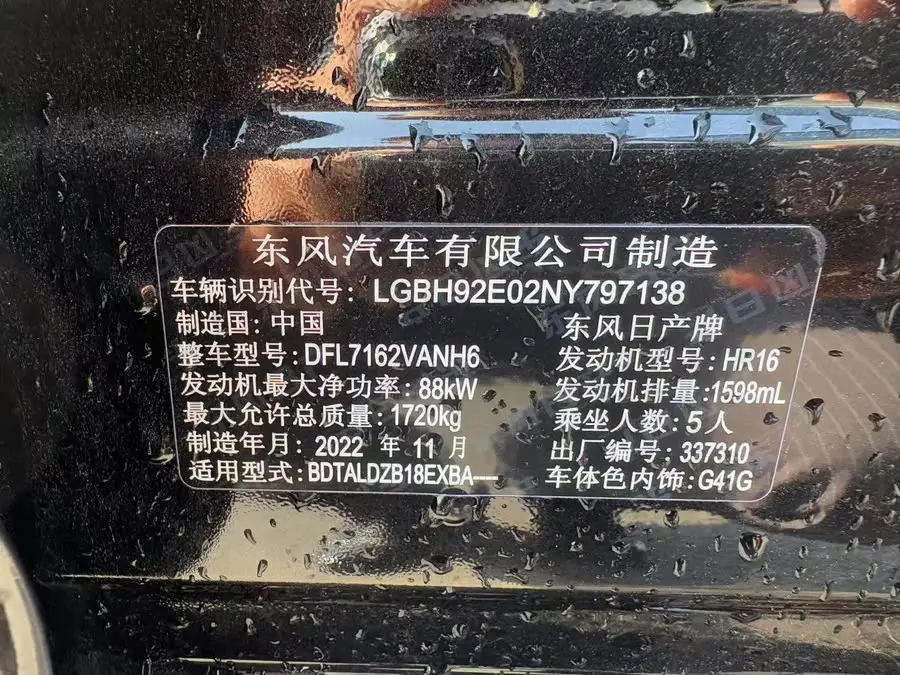 东风汽车有限公司制造
车辆识别代号: LGBH92E02NY797138
制造国: 中国 东风日产牌
整车型号: DFL7162VANH6 发动机型号: HR16
发动机最大净功率: 88kW 发动机排量: 1598mL
最大允许总质量: 1720kg 乘坐人数: 5人
制造年月: 2022 年 11 月 出厂编号: 337310
适用型式: BDTALDZB18EXBA---- 车体色内饰: G41G